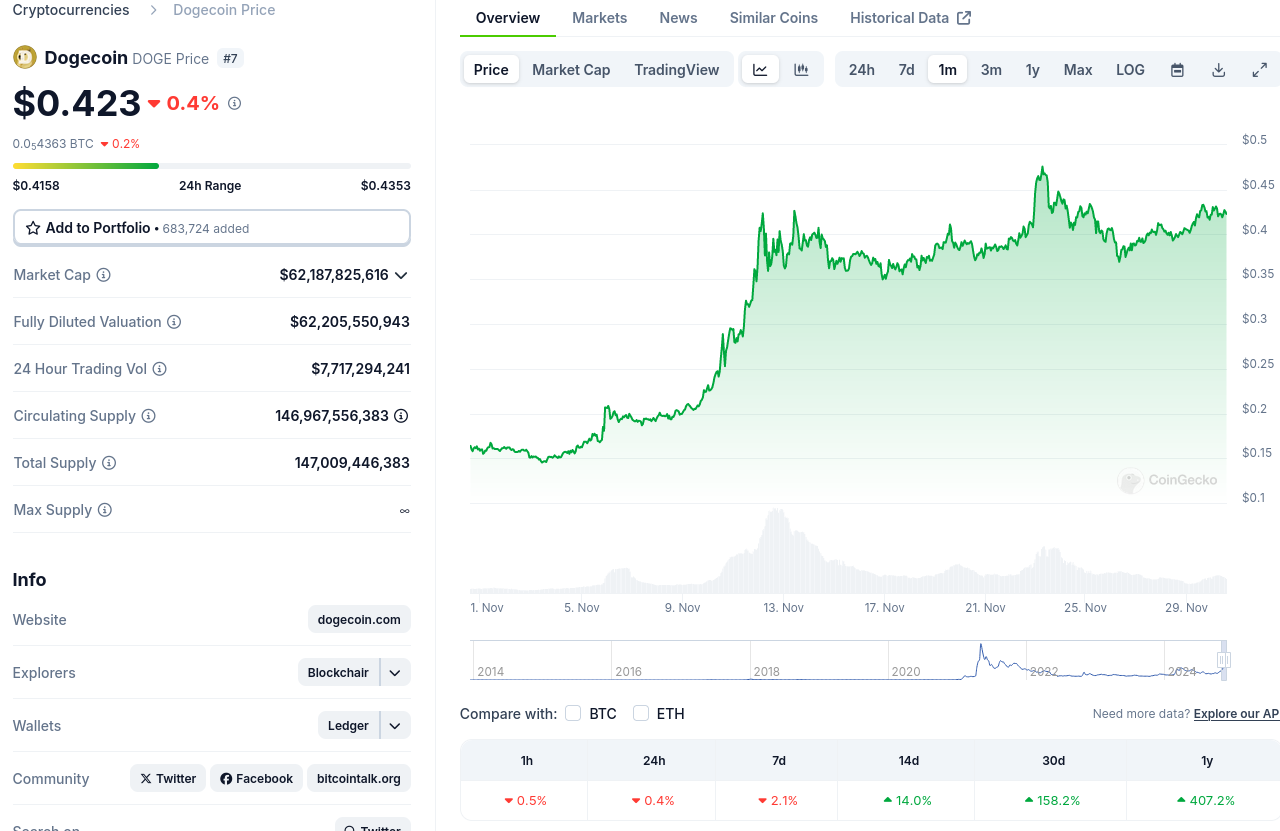 Cryptocurrencies > Dogecoin Price
Dogecoin DOGE Price #7
$0.423 0.4%
0.0₅4363 BTC 0.2%
$0.4158 24h Range $0.4353
Add to Portfolio • 683,724 added
Market Cap $62,187,825,616
Fully Diluted Valuation $62,205,550,943
24 Hour Trading Vol $7,717,294,241
Circulating Supply 146,967,556,383
Total Supply 147,009,446,383
Max Supply ∞
Info
Website dogecoin.com
Explorers Blockchair
Wallets Ledger
Community Twitter Facebook bitcointalk.org
Search on Twitter
Overview Markets News Similar Coins Historical Data
Price Market Cap TradingView 24h 7d 1m 3m 1y Max LOG
$0.5
$0.45
$0.4
$0.35
$0.3
$0.25
$0.2
$0.15
$0.1
CoinGecko
1. Nov 5. Nov 9. Nov 13. Nov 17. Nov 21. Nov 25. Nov 29. Nov
2014 2016 2018 2020 2022 2024
Compare with: BTC ETH Need more data? Explore our AP
1h 24h 7d 14d 30d 1y
0.5% 0.4% 2.1% 14.0% 158.2% 407.2%